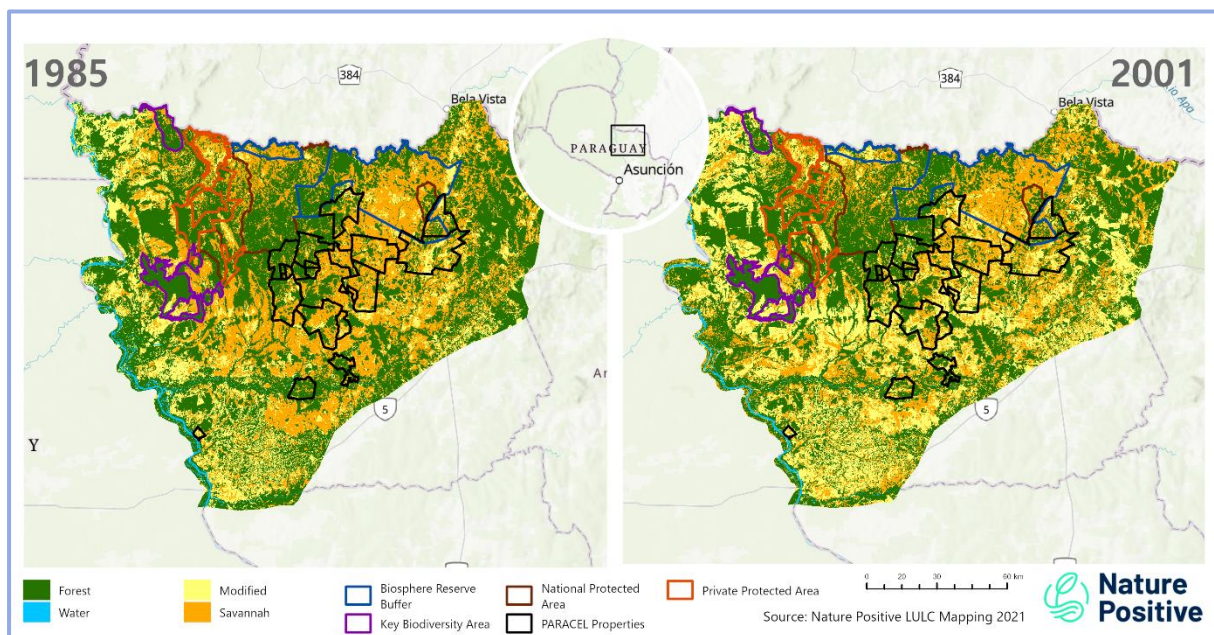 1985
384
Bela Vista
PARAGUAY
Asunción
5
Y
2001
384
Bela Vista
io Apa
5
Forest
Water
Modified
Savannah
Biosphere Reserve
Buffer
Key Biodiversity Area
National Protected
Area
PARACEL Properties
Private Protected Area
0 20 30 60 km
Source: Nature Positive LULC Mapping 2021
Nature
Positive